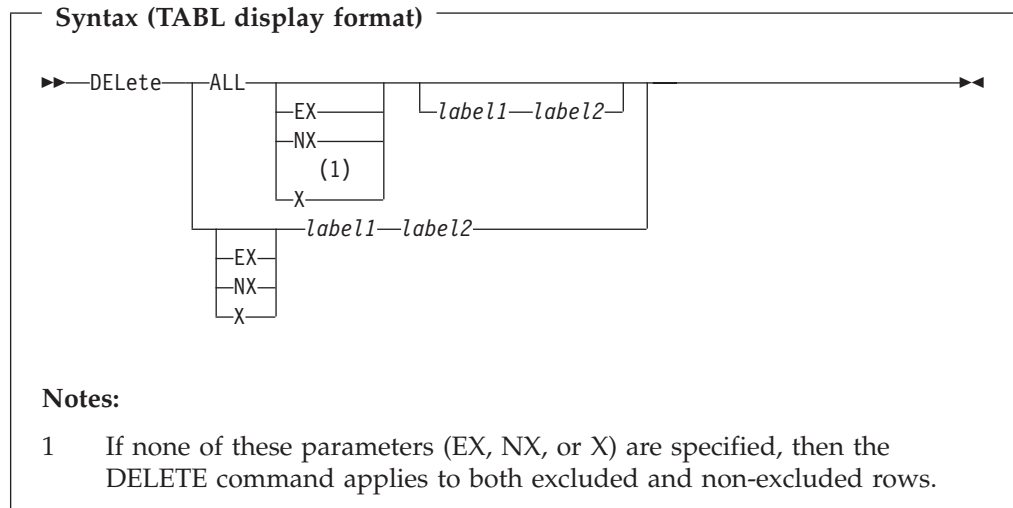 Syntax (TABL display format)
DELete ALL
EX label1 label2
NX
(1)
X
label1 label2
EX
NX
X
Notes:
1 If none of these parameters (EX, NX, or X) are specified, then the
DELETE command applies to both excluded and non-excluded rows.